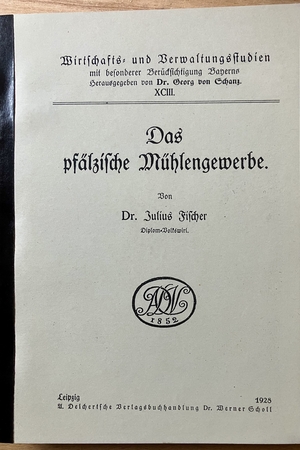 Wirtschafts- und Verwaltungsstudien
mit besonderer Berücksichtigung Bayerns
Herausgegeben von Dr. Georg von Schanz.
XCIII.
Das
pfälzische Mühlengewerbe.
Von
Dr. Julius Fischer
Diplom-Volkswirt.
1852
Leipzig 1928
A. Deichertsche Verlagsbuchhandlung Dr. Werner Scholl